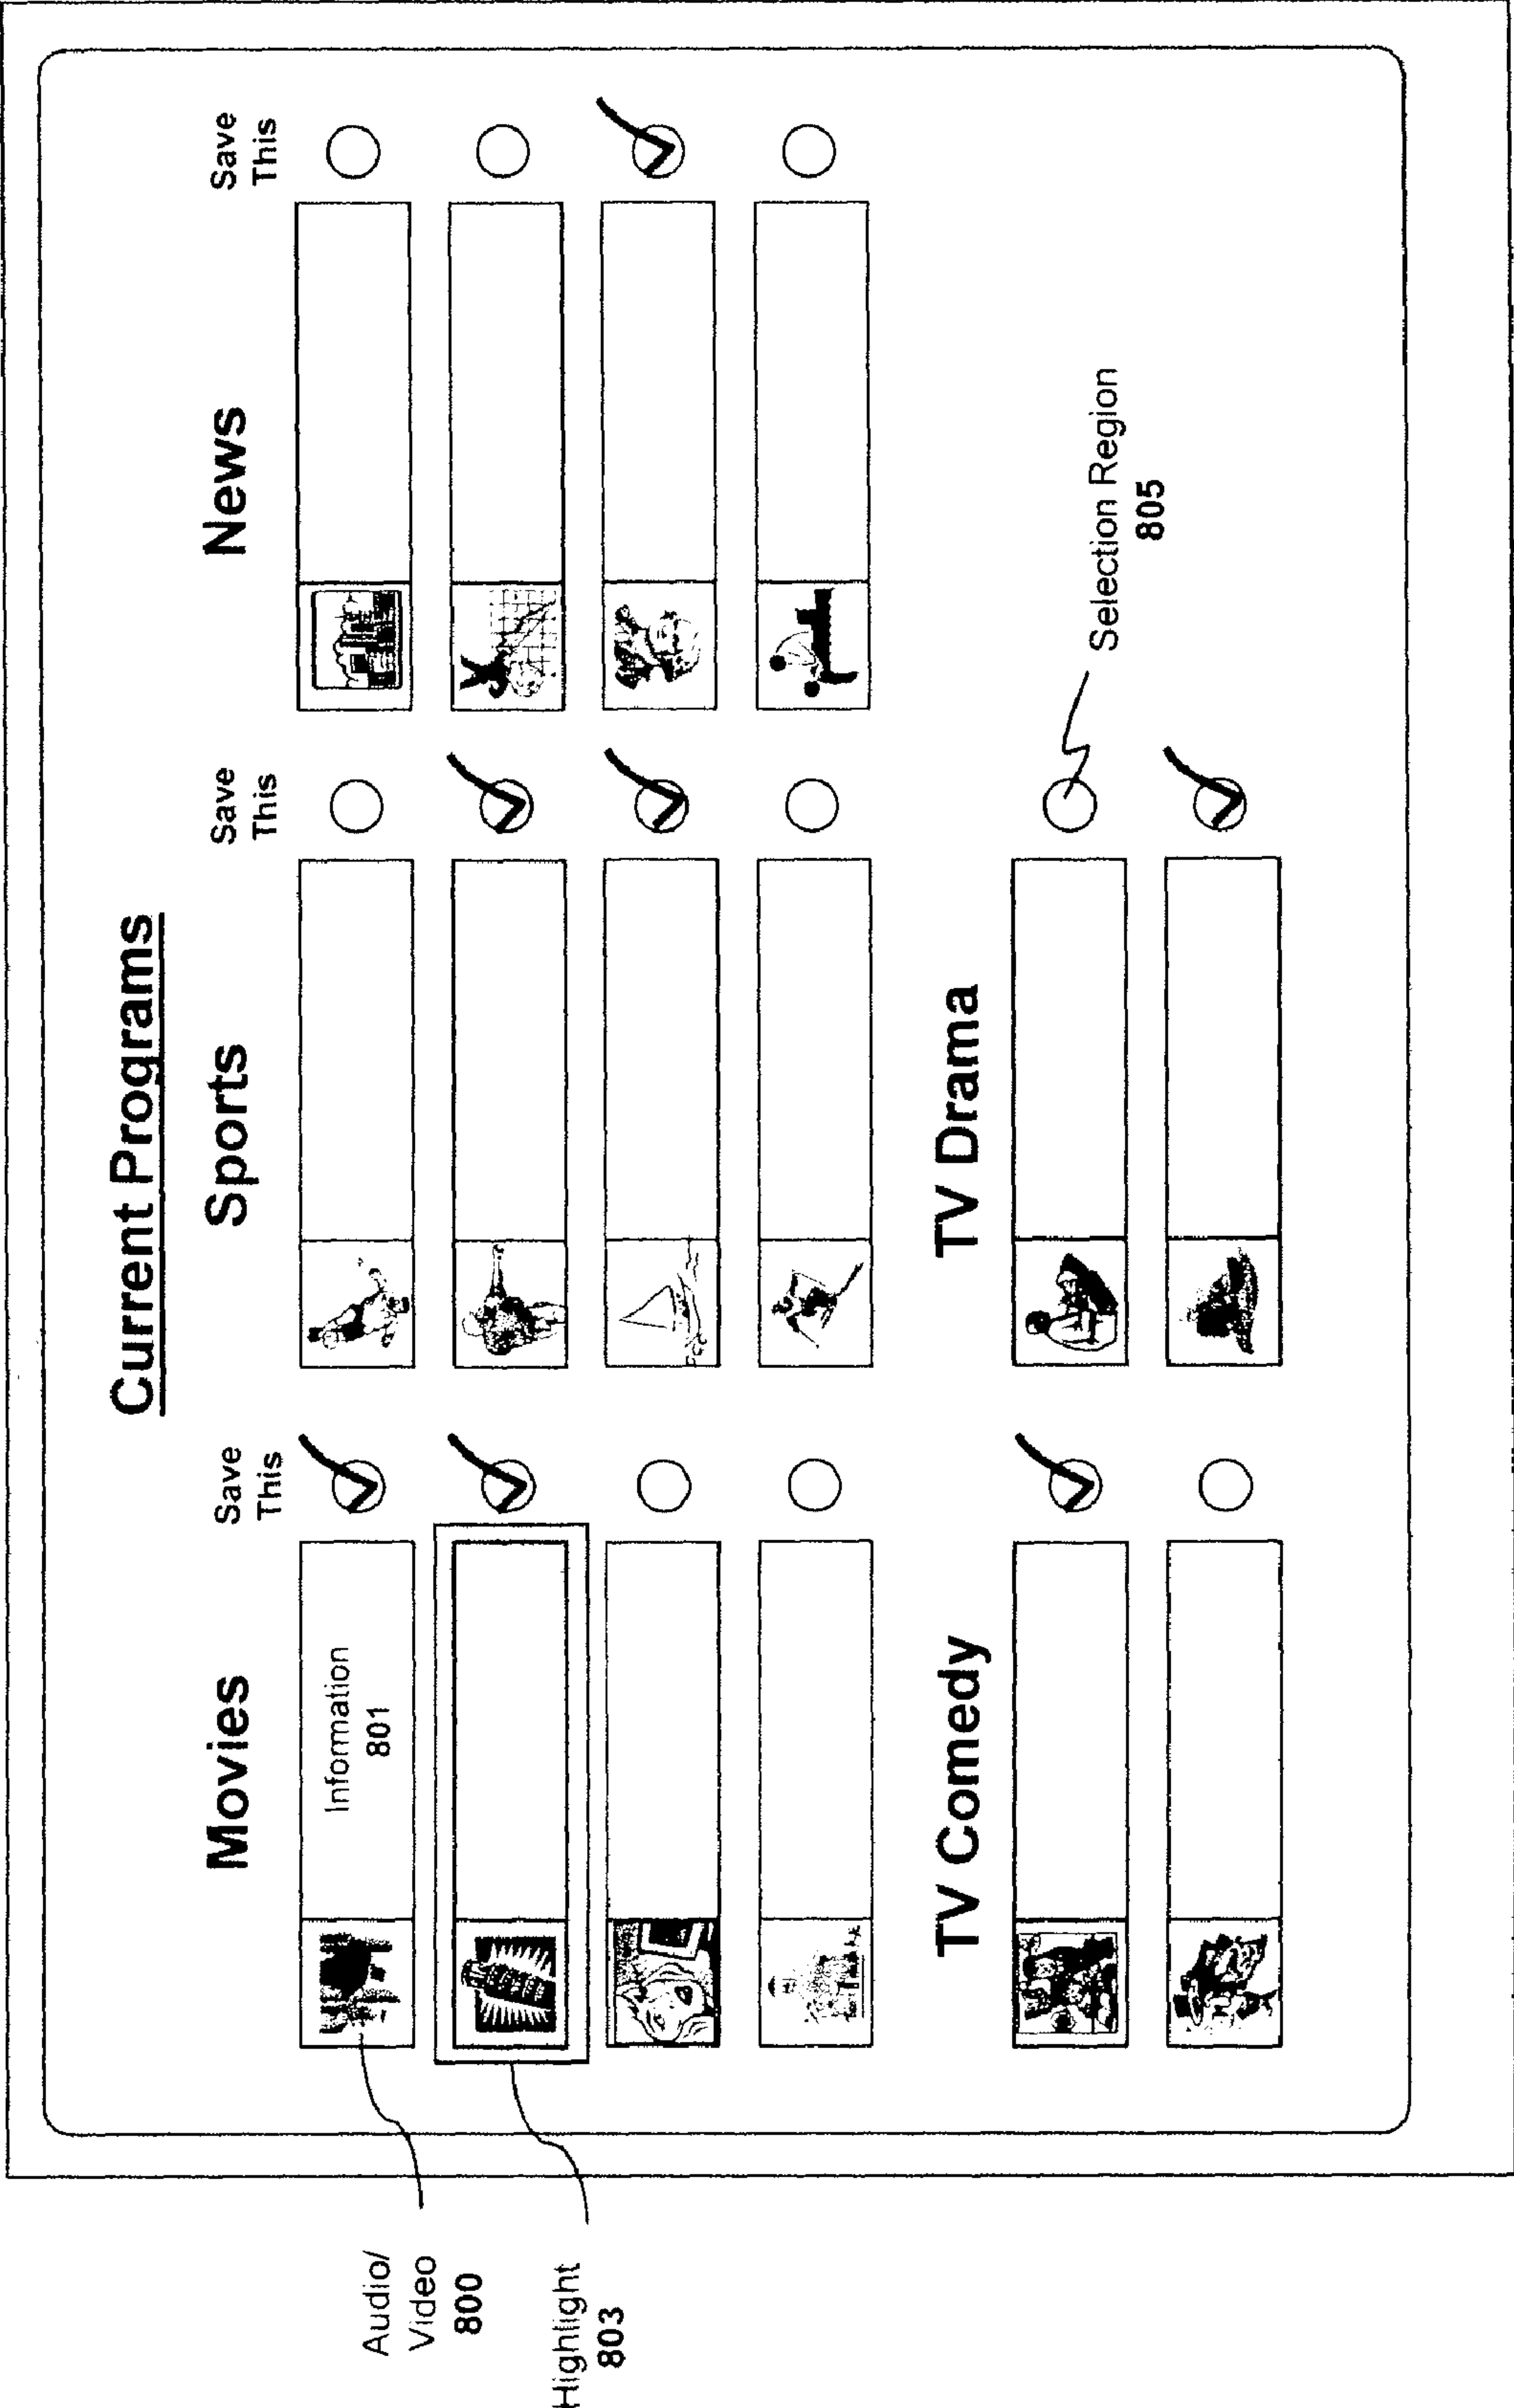 Current Programs
Movies
Save
This
Sports
Save
This
News
Save
This
Information
801
Audio/
Video
800
Highlight
803
TV Comedy
TV Drama
Selection Region
805